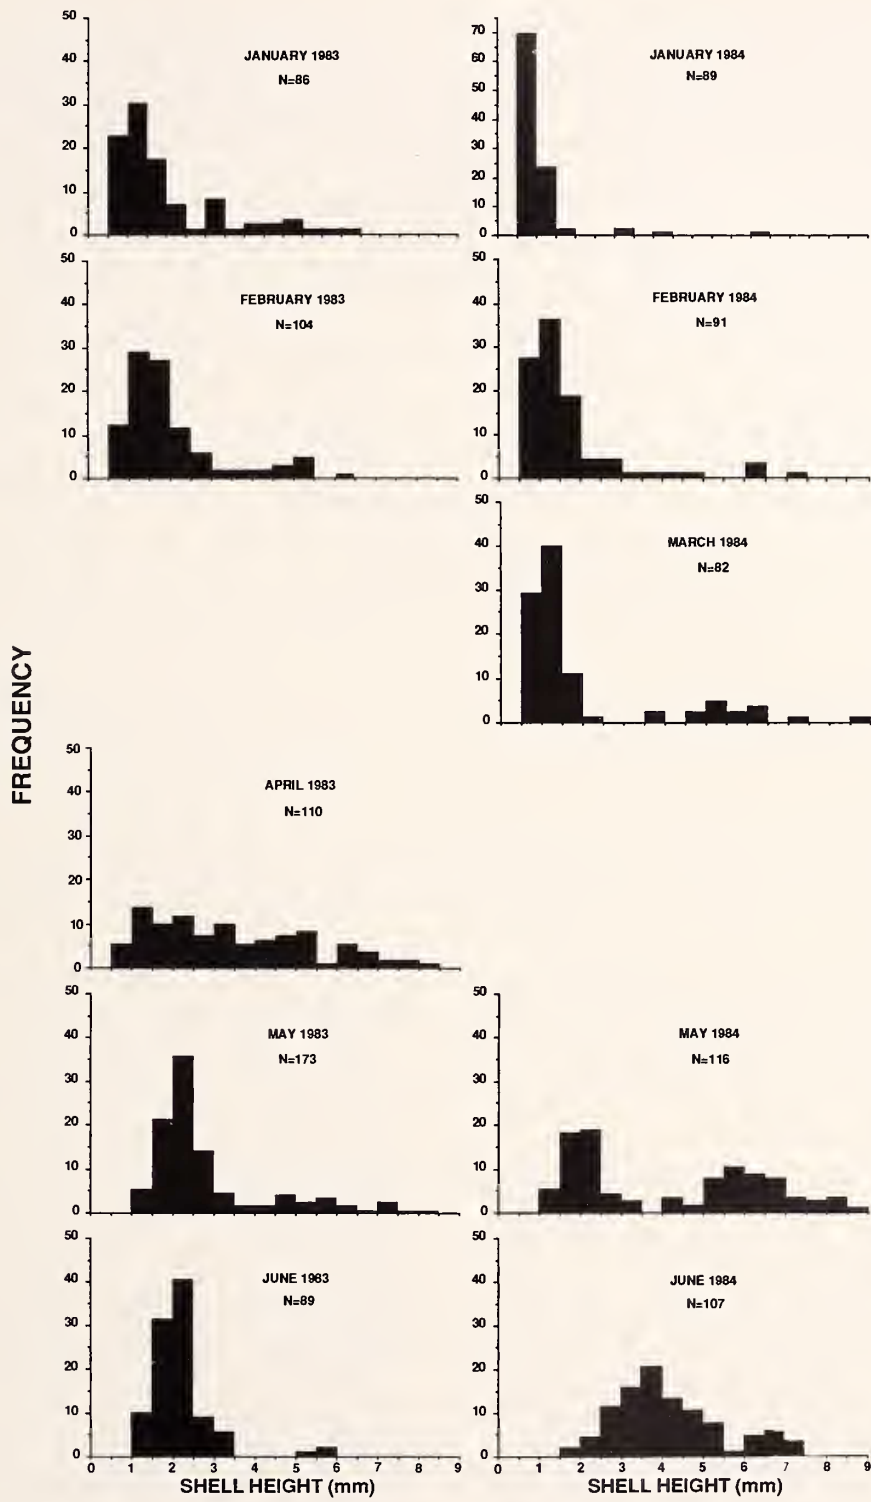 FREQUENCY
50
40
30
20
10
0
JANUARY 1983
N=86
70
60
50
40
30
20
10
0
JANUARY 1984
N=89
50
40
30
20
10
0
FEBRUARY 1983
N=104
50
40
30
20
10
0
FEBRUARY 1984
N=91
50
40
30
20
10
0
MARCH 1984
N=82
50
40
30
20
10
0
APRIL 1983
N=110
50
40
30
20
10
0
MAY 1983
N=173
50
40
30
20
10
0
MAY 1984
N=116
50
40
30
20
10
0
JUNE 1983
N=89
0 1 2 3 4 5 6 7 8 9
SHELL HEIGHT (mm)
50
40
30
20
10
0
JUNE 1984
N=107
0 1 2 3 4 5 6 7 8 9
SHELL HEIGHT (mm)